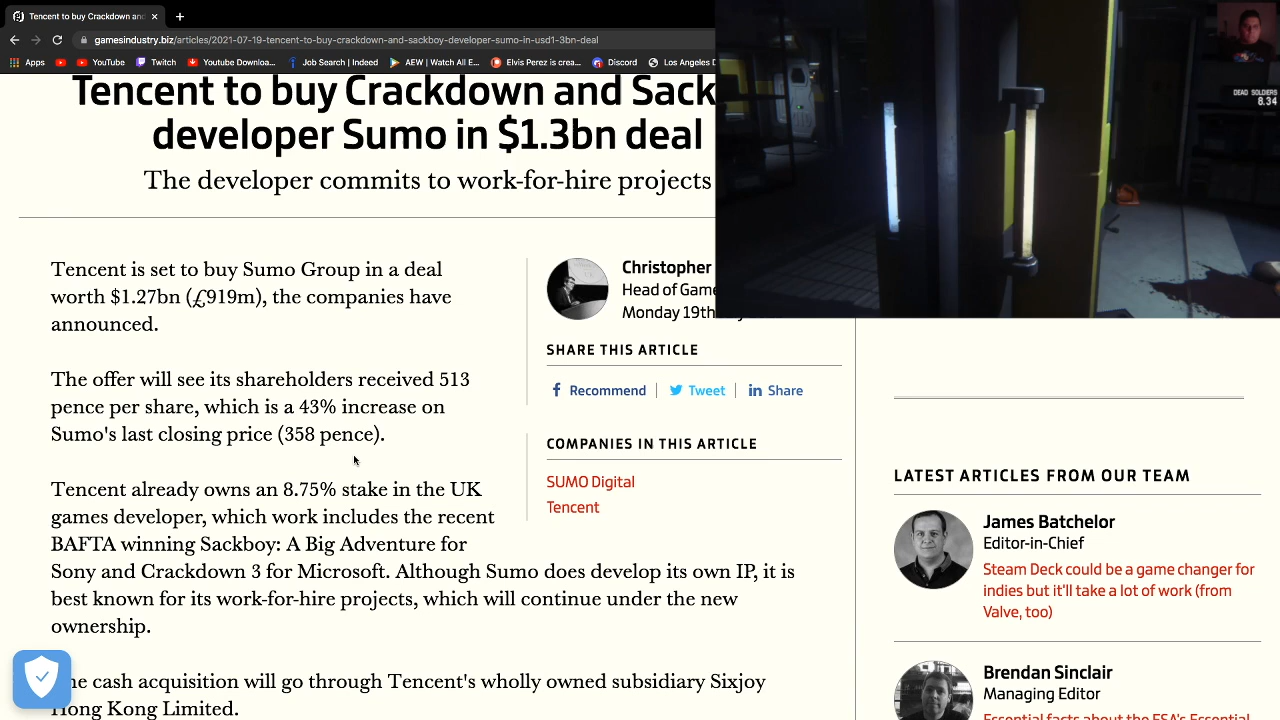 Tencent to buy Crackdown and
gamesindustry.biz/articles/2021-07-19-tencent-to-buy-crackdown-and-sackboy-developer-sumo-in-usd1-3bn-deal
Apps YouTube Twitch Youtube Downloa... Job Search | Indeed AEW | Watch All E... Elvis Perez is crea... Discord Los Angeles D
Tencent to buy Crackdown and Sack
developer Sumo in $1.3bn deal
The developer commits to work-for-hire projects
DEAD SOLDIERS
8.34
Tencent is set to buy Sumo Group in a deal
worth $1.27bn (£919m), the companies have
announced.
The offer will see its shareholders received 513
pence per share, which is a 43% increase on
Sumo's last closing price (358 pence).
Tencent already owns an 8.75% stake in the UK
games developer, which work includes the recent
BAFTA winning Sackboy: A Big Adventure for
Sony and Crackdown 3 for Microsoft. Although Sumo does develop its own IP, it is
best known for its work-for-hire projects, which will continue under the new
ownership.
he cash acquisition will go through Tencent's wholly owned subsidiary Sixjoy
Hong Kong Limited.
Christopher
Head of Game
Monday 19th
SHARE THIS ARTICLE
Recommend Tweet Share
COMPANIES IN THIS ARTICLE
SUMO Digital
Tencent
LATEST ARTICLES FROM OUR TEAM
James Batchelor
Editor-in-Chief
Steam Deck could be a game changer for
indies but it'll take a lot of work (from
Valve, too)
Brendan Sinclair
Managing Editor
Essential facts about the ESA's Essential